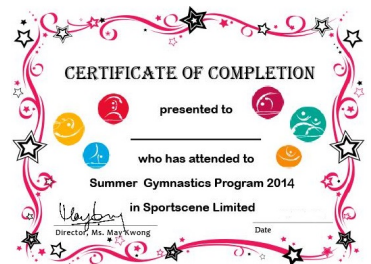 CERTIFICATE OF COMPLETION
presented to
who has attended to
Summer Gymnastics Program 2014
in Sportscene Limited
Director, Ms. May Kwong
Date